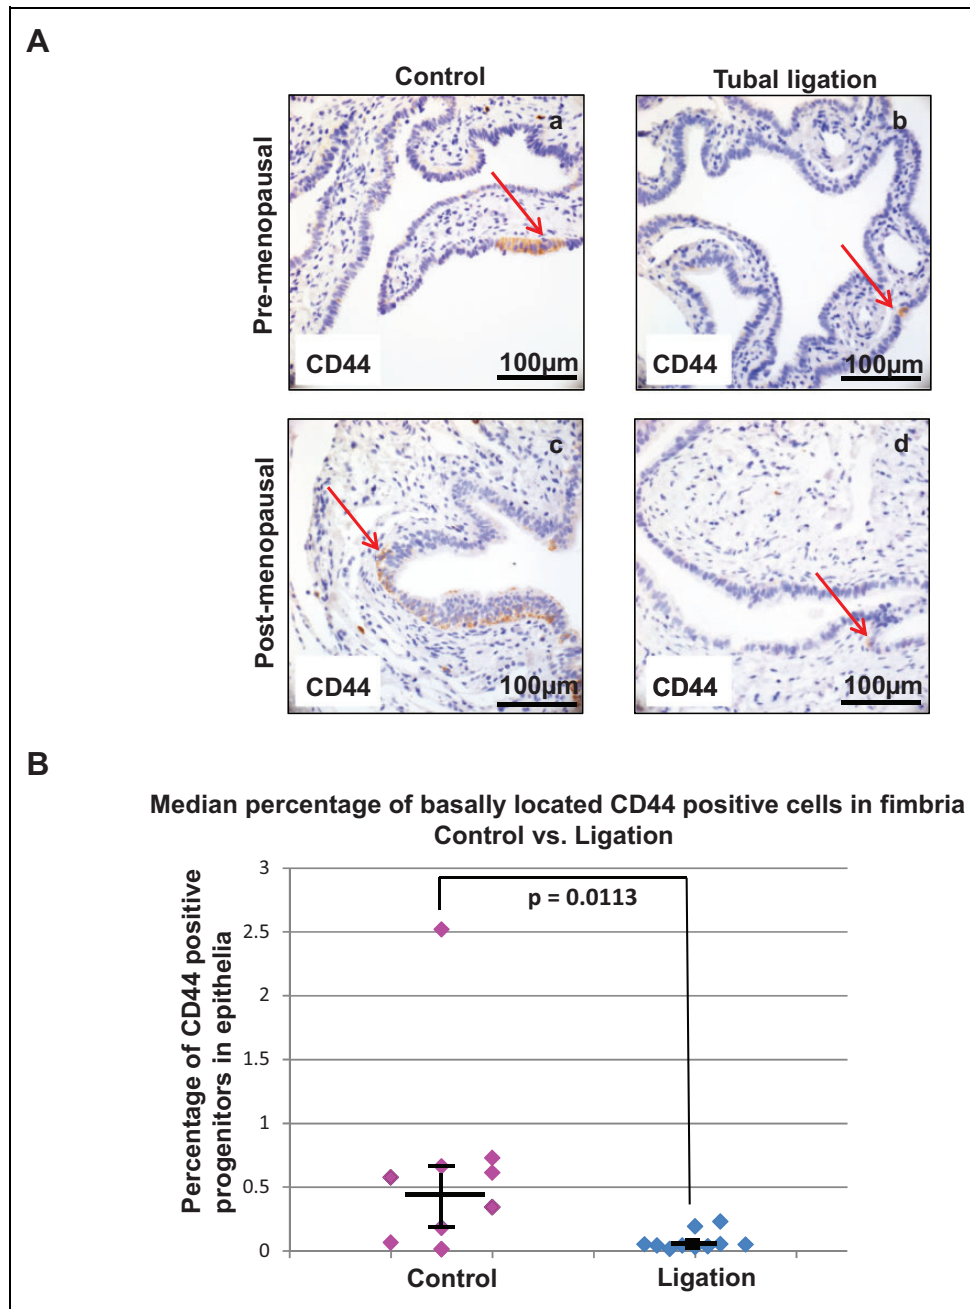 A
Control
Tubal ligation
Pre-menopausal
a
CD44
100µm
b
CD44
100µm
Post-menopausal
c
CD44
100µm
d
CD44
100µm
B
Median percentage of basally located CD44 positive cells in fimbria
Control vs. Ligation
Percentage of CD44 positive
progenitors in epithelia
3
2.5
2
1.5
1
0.5
0
p = 0.0113
Control
Ligation